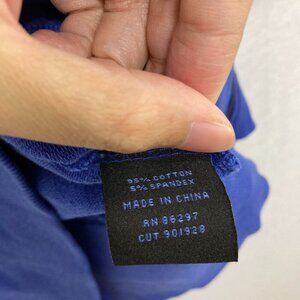 95% COTTON
5% SPANDEX
MADE IN CHINA
RN 86297
CUT 901928